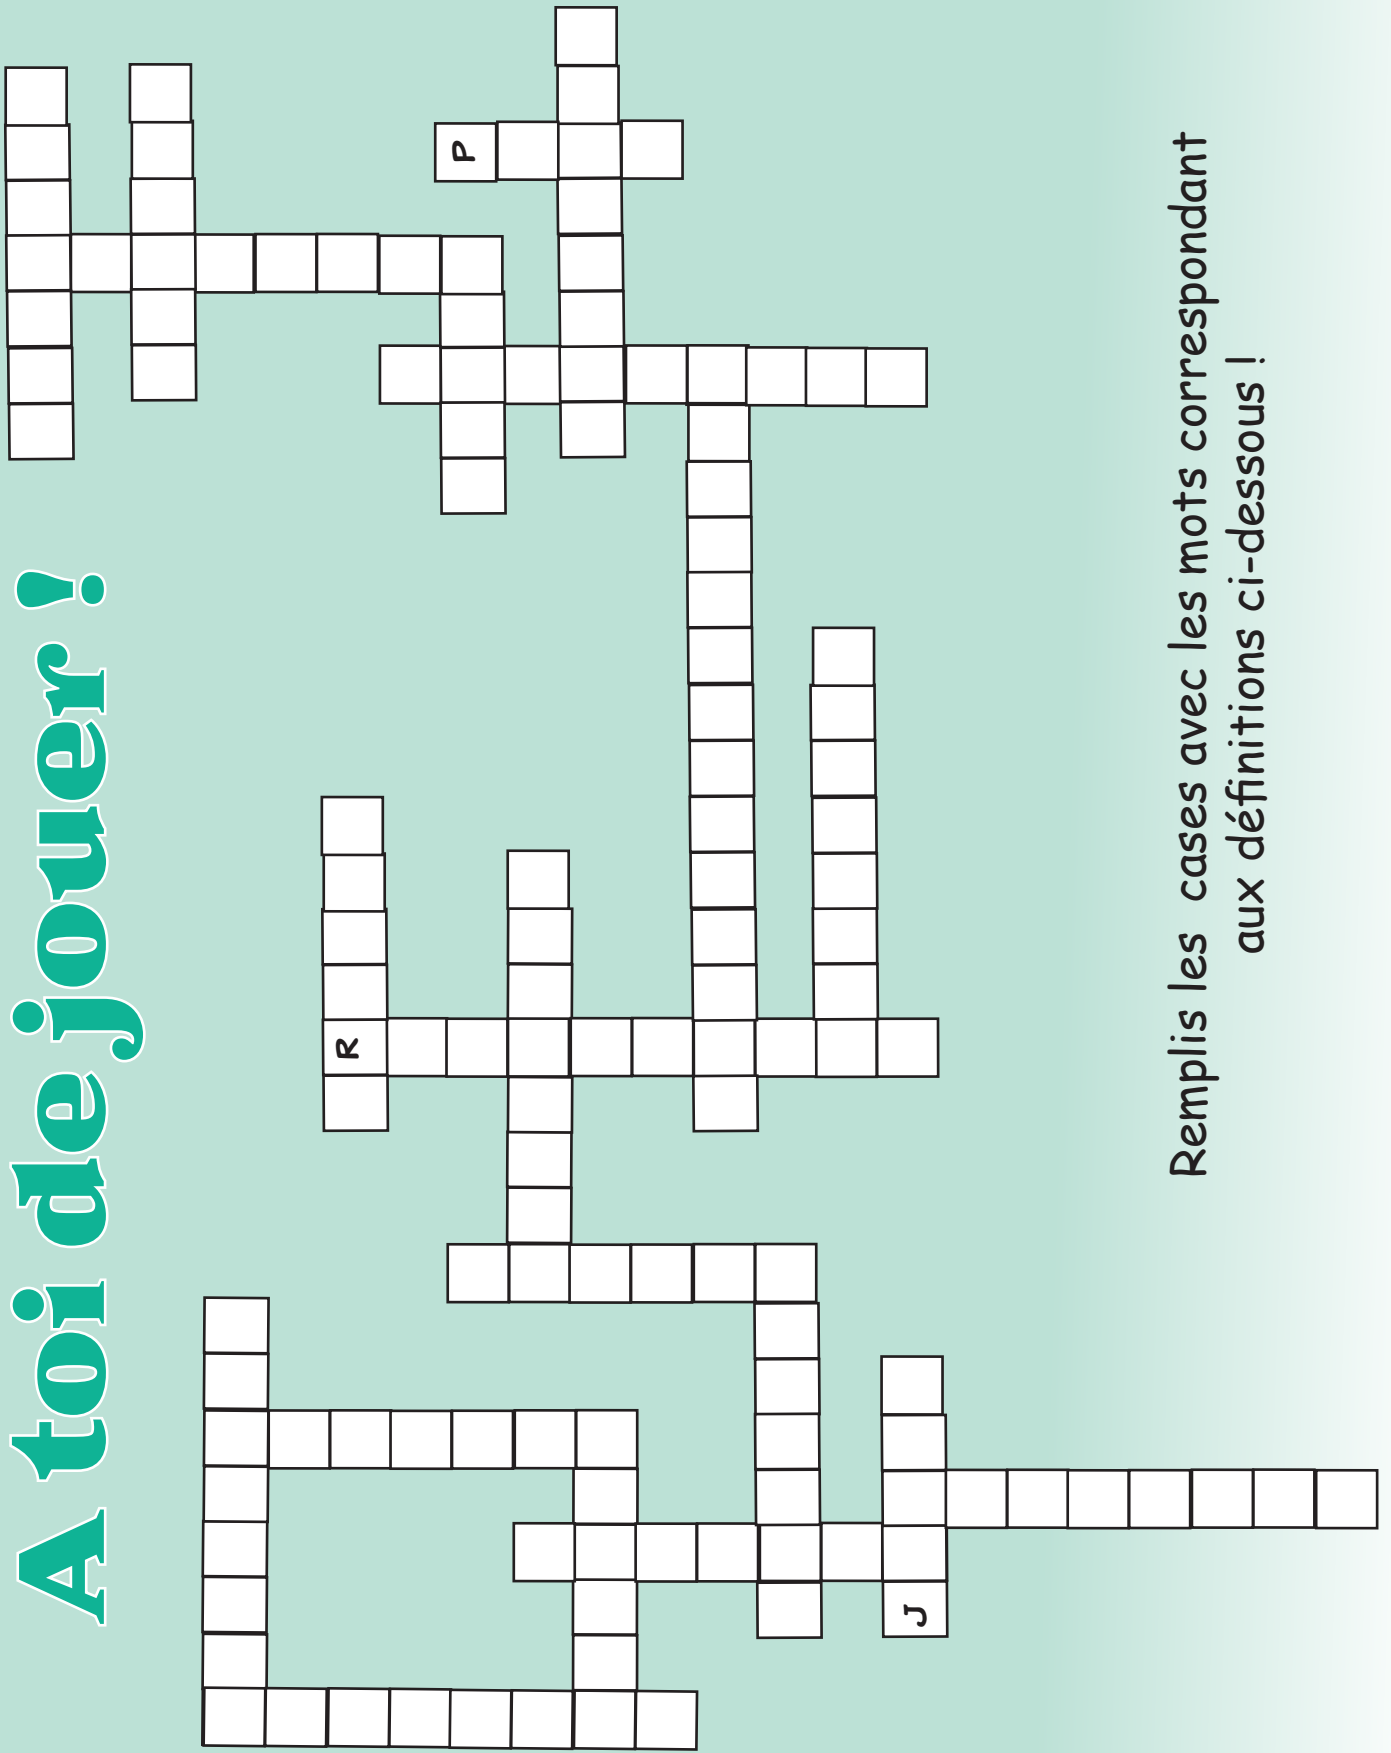 A toi de jouer !
P
R
J
Remplis les cases avec les mots correspondant
aux définitions ci-dessous !